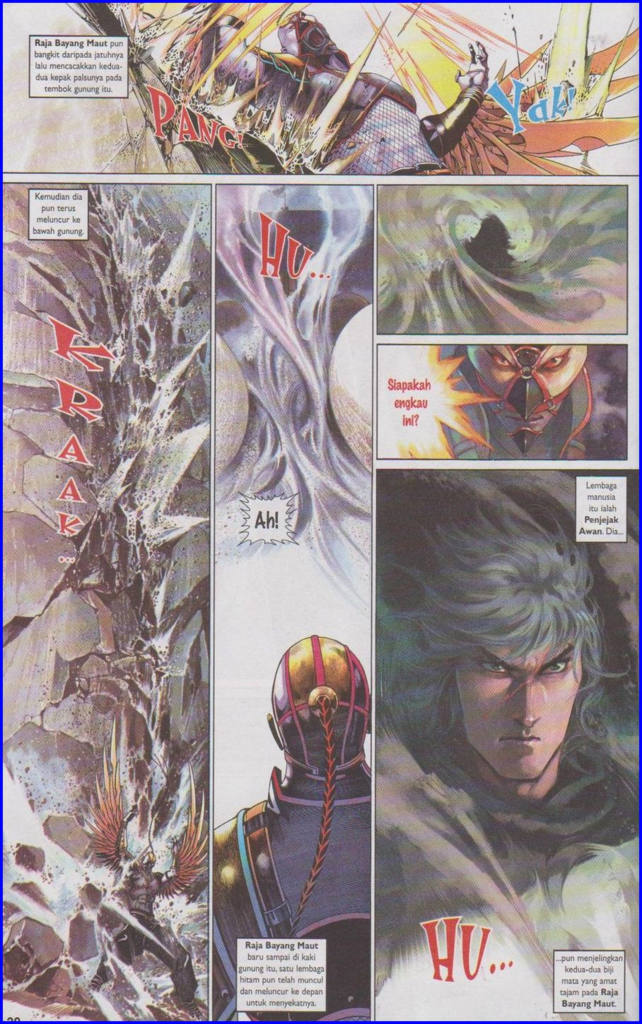 Raja Bayang Maut pun
bangkit daripada jatuhnya
lalu mencacakkan kedua-
dua kepak palsunya pada
tembok gunung itu.
PANG!
Yak!
Kemudian dia
pun terus
meluncur ke
bawah gunung.
KRAAK...
HU...
Ah!
Raja Bayang Maut
baru sampai di kaki
gunung itu, satu lembaga
hitam pun telah muncul
dan meluncur ke depan
untuk menyekatnya.
Siapakah
engkau
ini?
Lembaga
manusia
itu ialah
Penjejak
Awan. Dia...
HU...
...pun menjelingkan
kedua-dua biji
mata yang amat
tajam pada Raja
Bayang Maut.